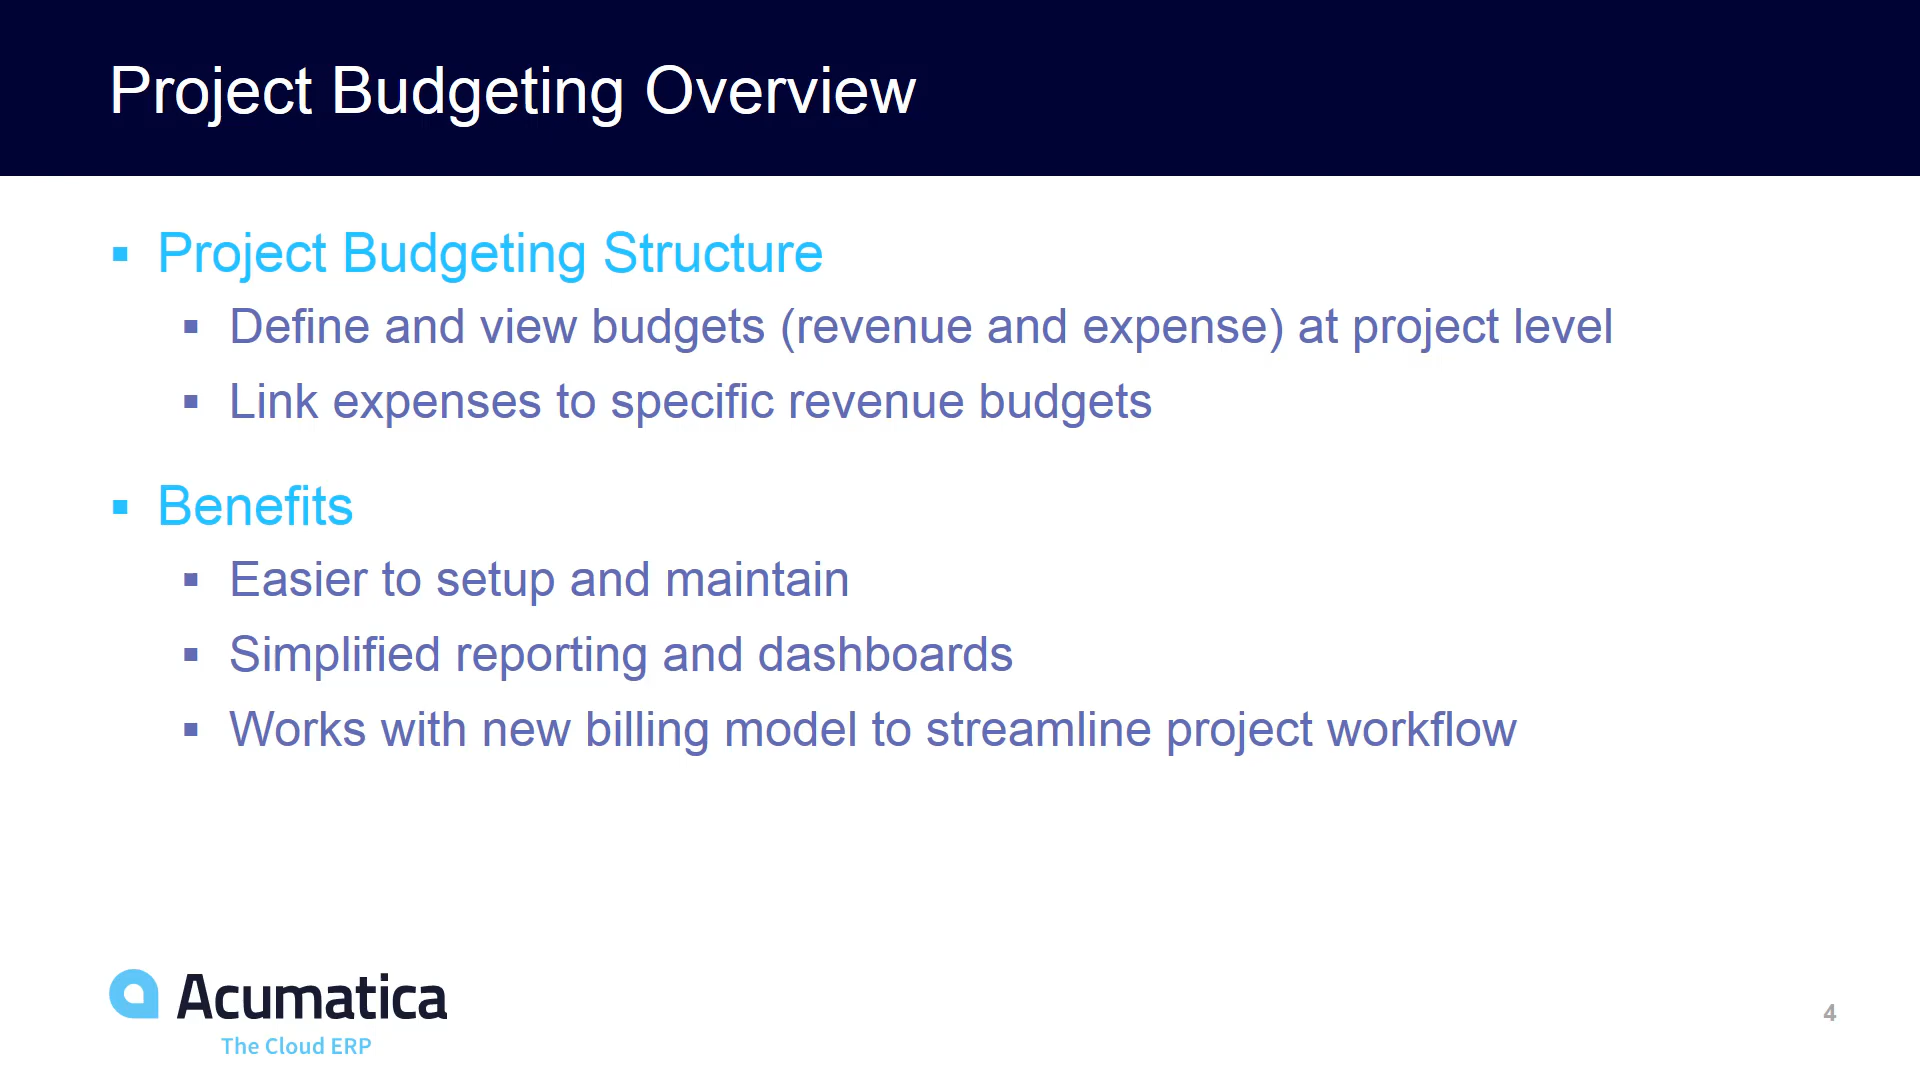 Project Budgeting Overview
Project Budgeting Structure
Define and view budgets (revenue and expense) at project level
Link expenses to specific revenue budgets
Benefits
Easier to setup and maintain
Simplified reporting and dashboards
Works with new billing model to streamline project workflow
Acumatica
The Cloud ERP
4